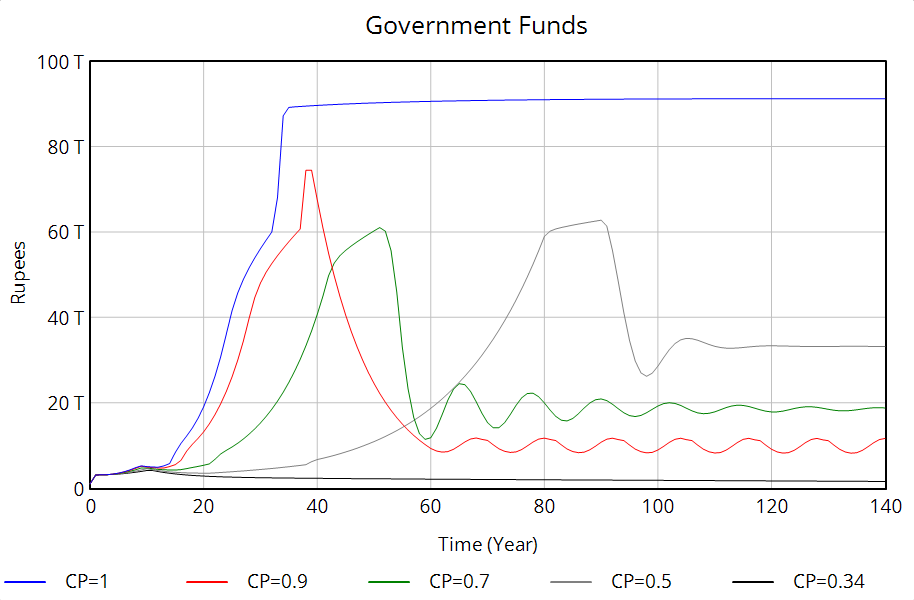 Government Funds
100 T
80 T
60 T
40 T
20 T
0
Rupees
0 20 40 60 80 100 120 140
Time (Year)
CP=1 CP=0.9 CP=0.7 CP=0.5 CP=0.34